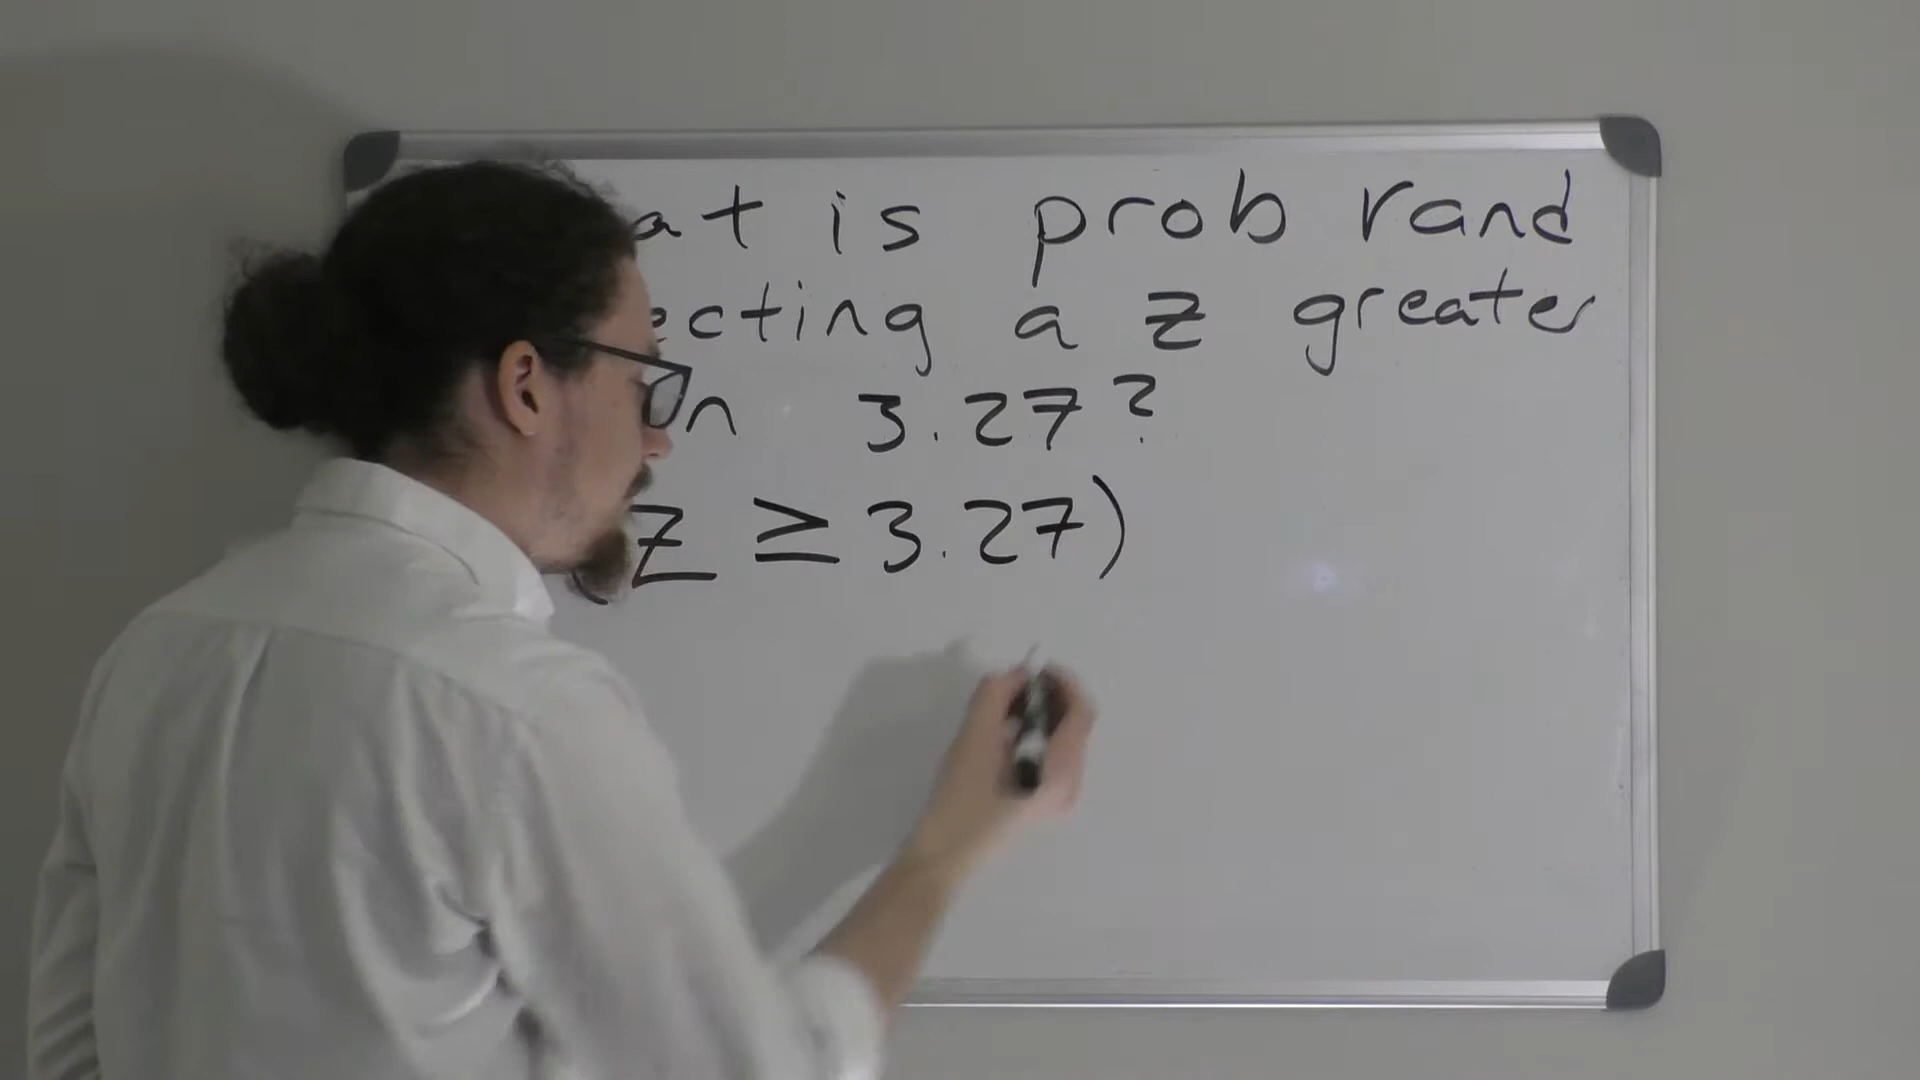 at is prob rand
ecting a z greater
n 3.27?
Z ≥ 3.27)